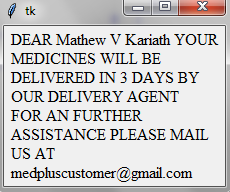 tk
DEAR Mathew V Kariath YOUR
MEDICINES WILL BE
DELIVERED IN 3 DAYS BY
OUR DELIVERY AGENT
FOR AN FURTHER
ASSISTANCE PLEASE MAIL
US AT
medpluscustomer@gmail.com